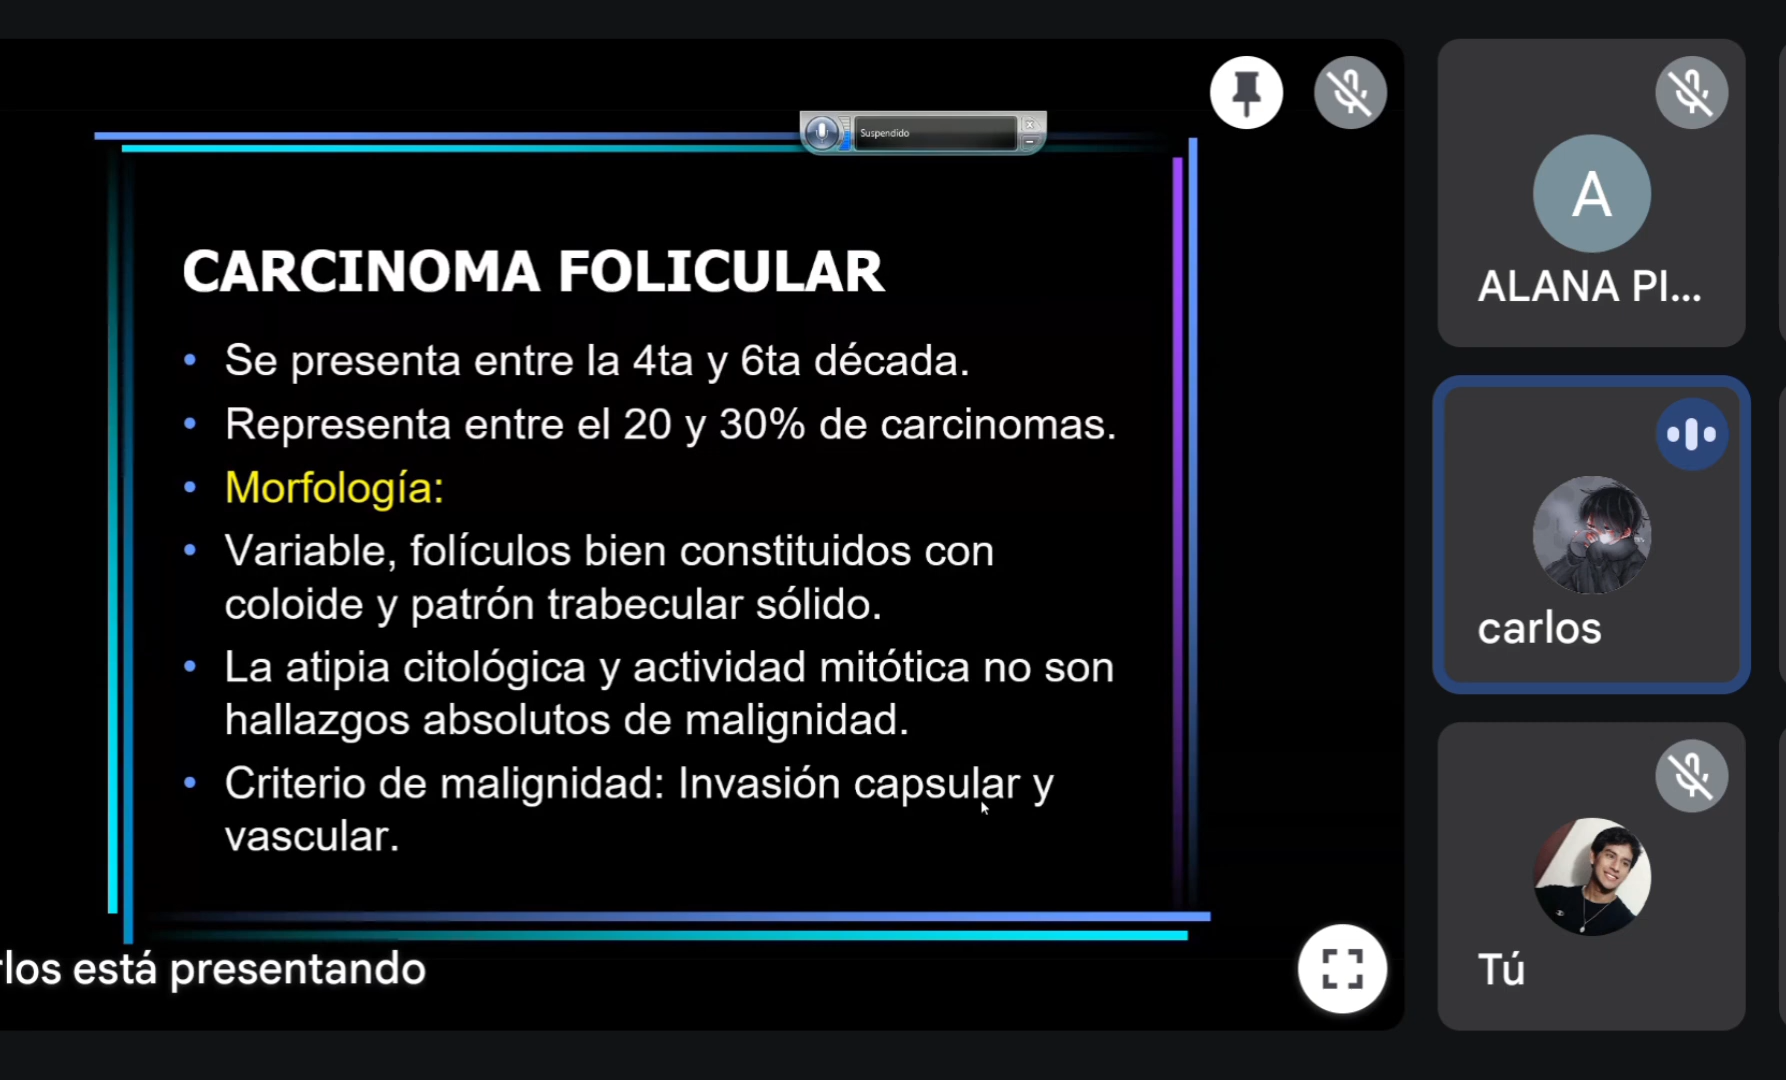 Suspendido
CARCINOMA FOLICULAR
• Se presenta entre la 4ta y 6ta década.
• Representa entre el 20 y 30% de carcinomas.
• Morfología:
• Variable, folículos bien constituidos con
coloide y patrón trabecular sólido.
• La atipia citológica y actividad mitótica no son
hallazgos absolutos de malignidad.
• Criterio de malignidad: Invasión capsular y
vascular.
rlos está presentando
A
ALANA PI...
carlos
Tú